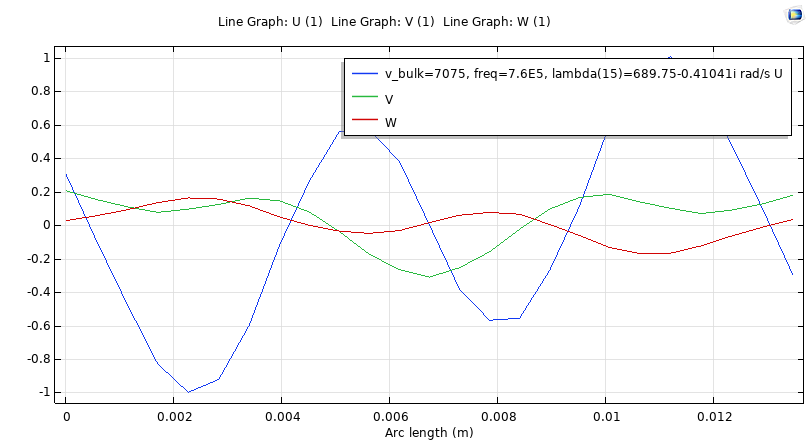 Line Graph: U (1) Line Graph: V (1) Line Graph: W (1)
v_bulk=7075, freq=7.6E5, lambda(15)=689.75-0.41041i rad/s U
V
W
1
0.8
0.6
0.4
0.2
0
-0.2
-0.4
-0.6
-0.8
-1
0 0.002 0.004 0.006 0.008 0.01 0.012
Arc length (m)